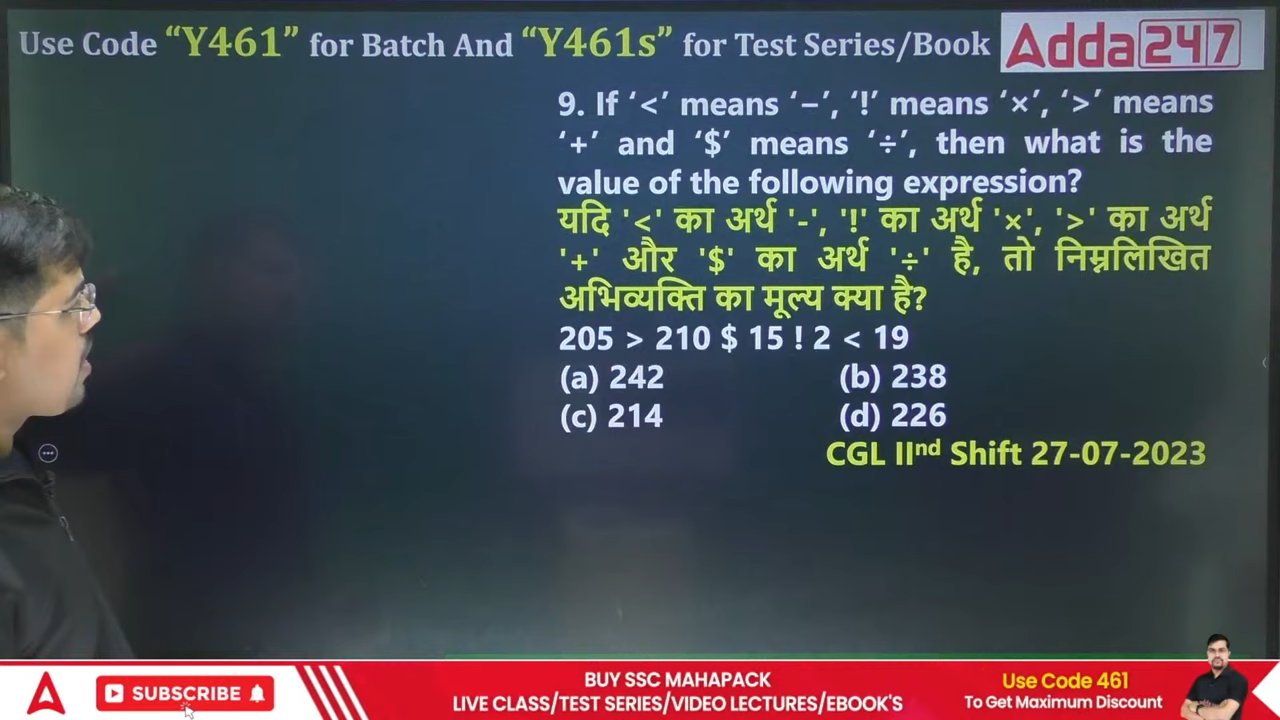 Use Code “Y461” for Batch And “Y461s” for Test Series/Book
Adda247
9. If ‘<’ means ‘−’, ‘!’ means ‘×’, ‘>’ means
‘+’ and ‘$’ means ‘÷’, then what is the
value of the following expression?
यदि '<' का अर्थ '-', '!' का अर्थ '×', '>' का अर्थ
'+' और '$' का अर्थ '÷' है, तो निम्नलिखित
अभिव्यक्ति का मूल्य क्या है?
205 > 210 $ 15 ! 2 < 19
(a) 242 (b) 238
(c) 214 (d) 226
CGL IInd Shift 27-07-2023
SUBSCRIBE
BUY SSC MAHAPACK
LIVE CLASS/TEST SERIES/VIDEO LECTURES/EBOOK'S
Use Code 461
To Get Maximum Discount